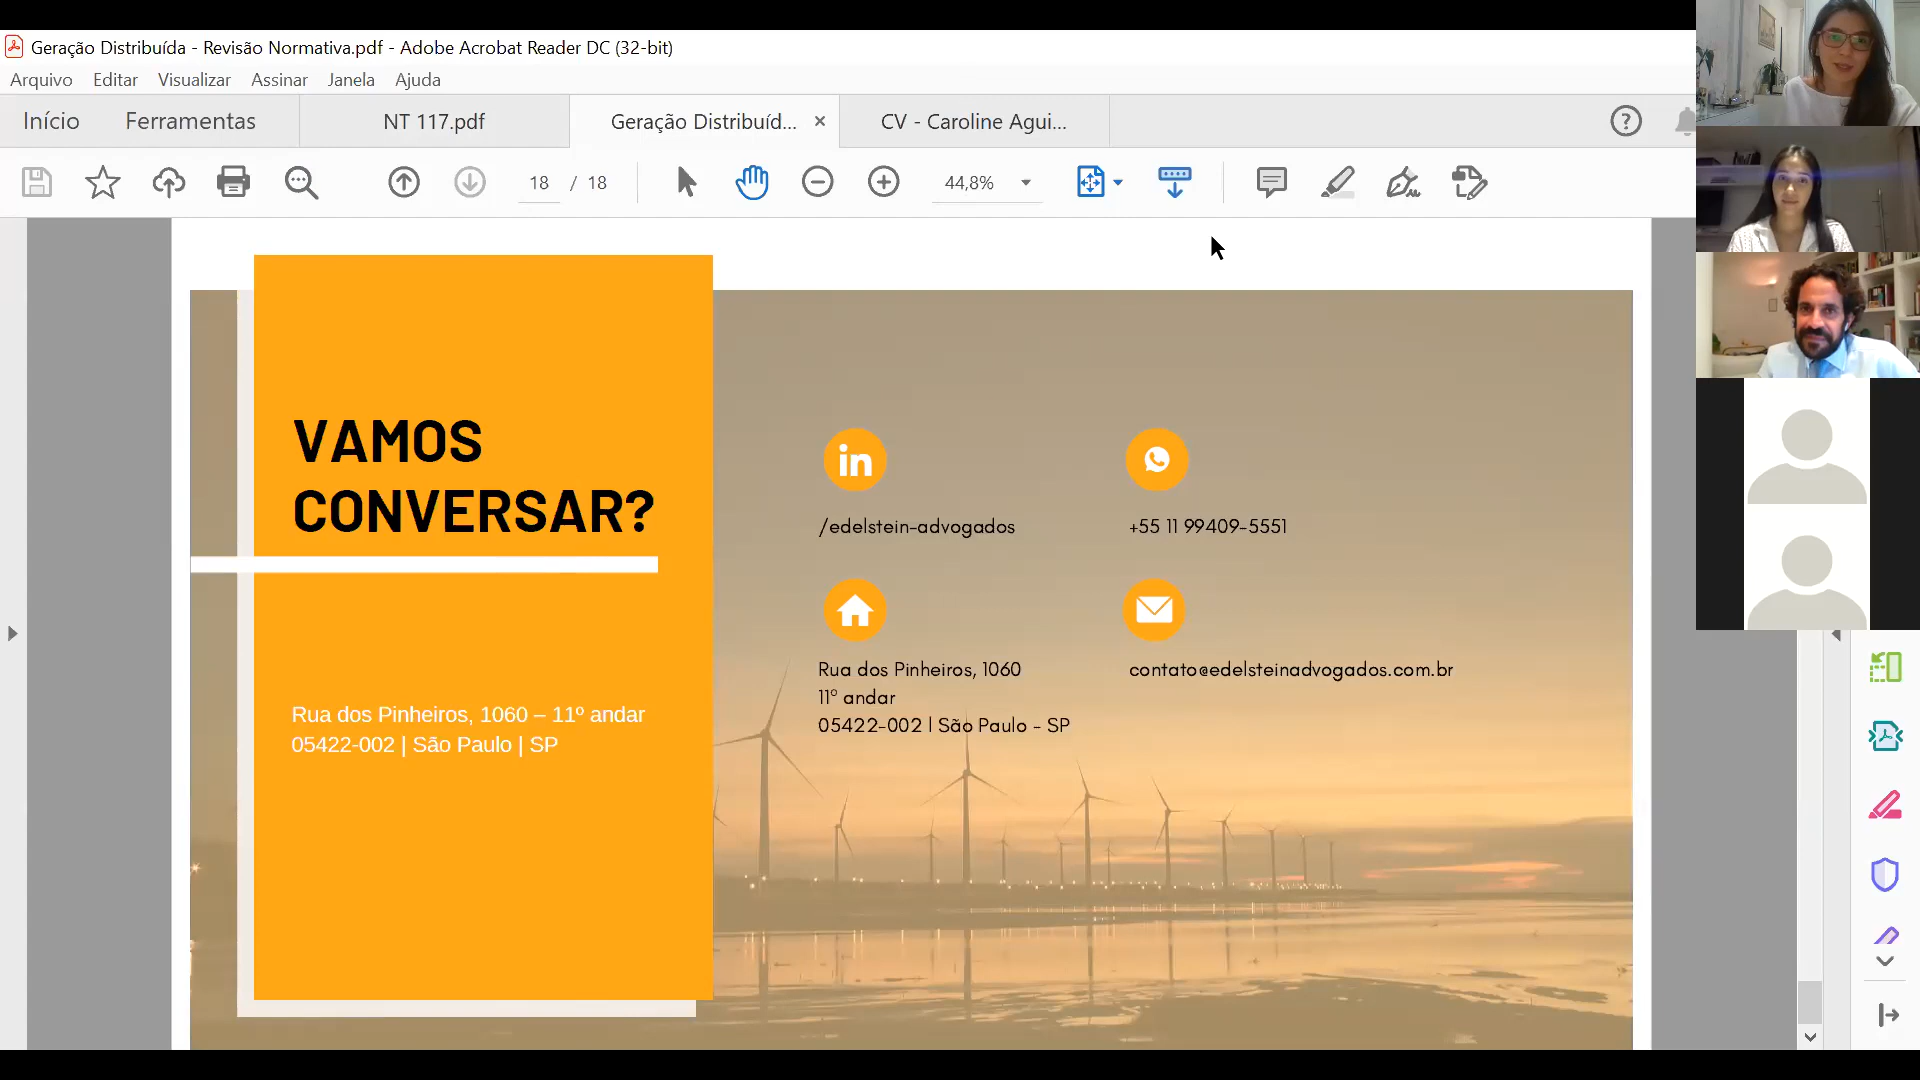 Geração Distribuída - Revisão Normativa.pdf - Adobe Acrobat Reader DC (32-bit)
Arquivo Editar Visualizar Assinar Janela Ajuda
Início Ferramentas NT 117.pdf Geração Distribuíd... × CV - Caroline Agui...
18 / 18 44,8%
VAMOS
CONVERSAR?
Rua dos Pinheiros, 1060 – 11º andar
05422-002 | São Paulo | SP
in
/edelstein-advogados
+55 11 99409-5551
Rua dos Pinheiros, 1060
11º andar
05422-002 | São Paulo - SP
contato@edelsteinadvogados.com.br